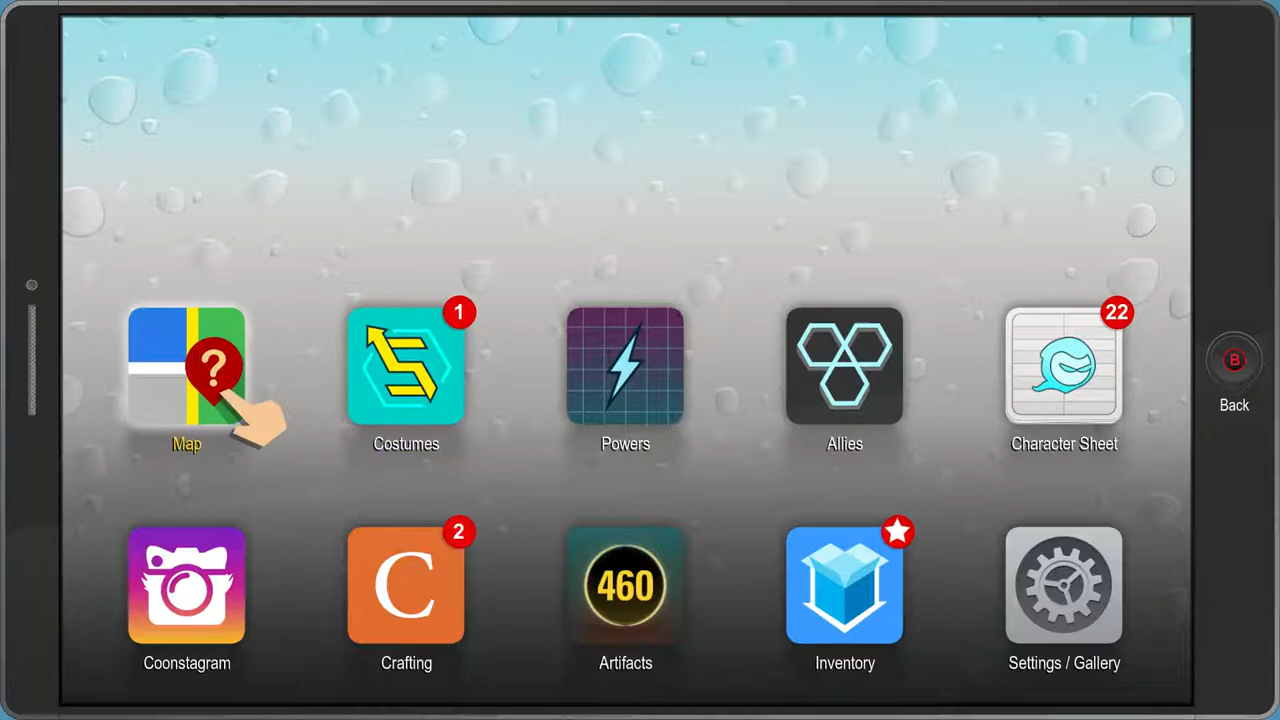 1
22
?
B
Back
Map
Costumes
Powers
Allies
Character Sheet
2
C
460
Coonstagram
Crafting
Artifacts
Inventory
Settings / Gallery